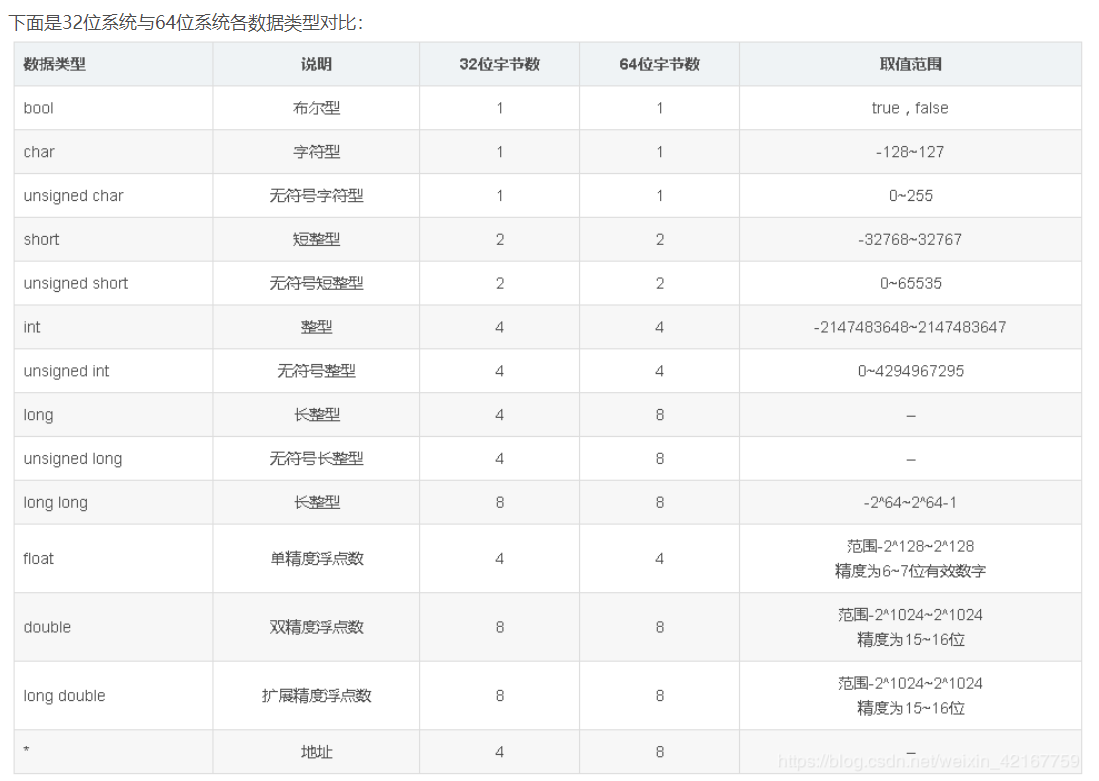 下面是32位系统与64位系统各数据类型对比：
数据类型 说明 32位字节数 64位字节数 取值范围
bool 布尔型 1 1 true，false
char 字符型 1 1 -128~127
unsigned char 无符号字符型 1 1 0~255
short 短整型 2 2 -32768~32767
unsigned short 无符号短整型 2 2 0~65535
int 整型 4 4 -2147483648~2147483647
unsigned int 无符号整型 4 4 0~4294967295
long 长整型 4 8 –
unsigned long 无符号长整型 4 8 –
long long 长整型 8 8 -2^64~2^64-1
float 单精度浮点数 4 4 范围-2^128~2^128
精度为6~7位有效数字
double 双精度浮点数 8 8 范围-2^1024~2^1024
精度为15~16位
long double 扩展精度浮点数 8 8 范围-2^1024~2^1024
精度为15~16位
* 地址 4 8 –
https://blog.csdn.net/weixin_42167759